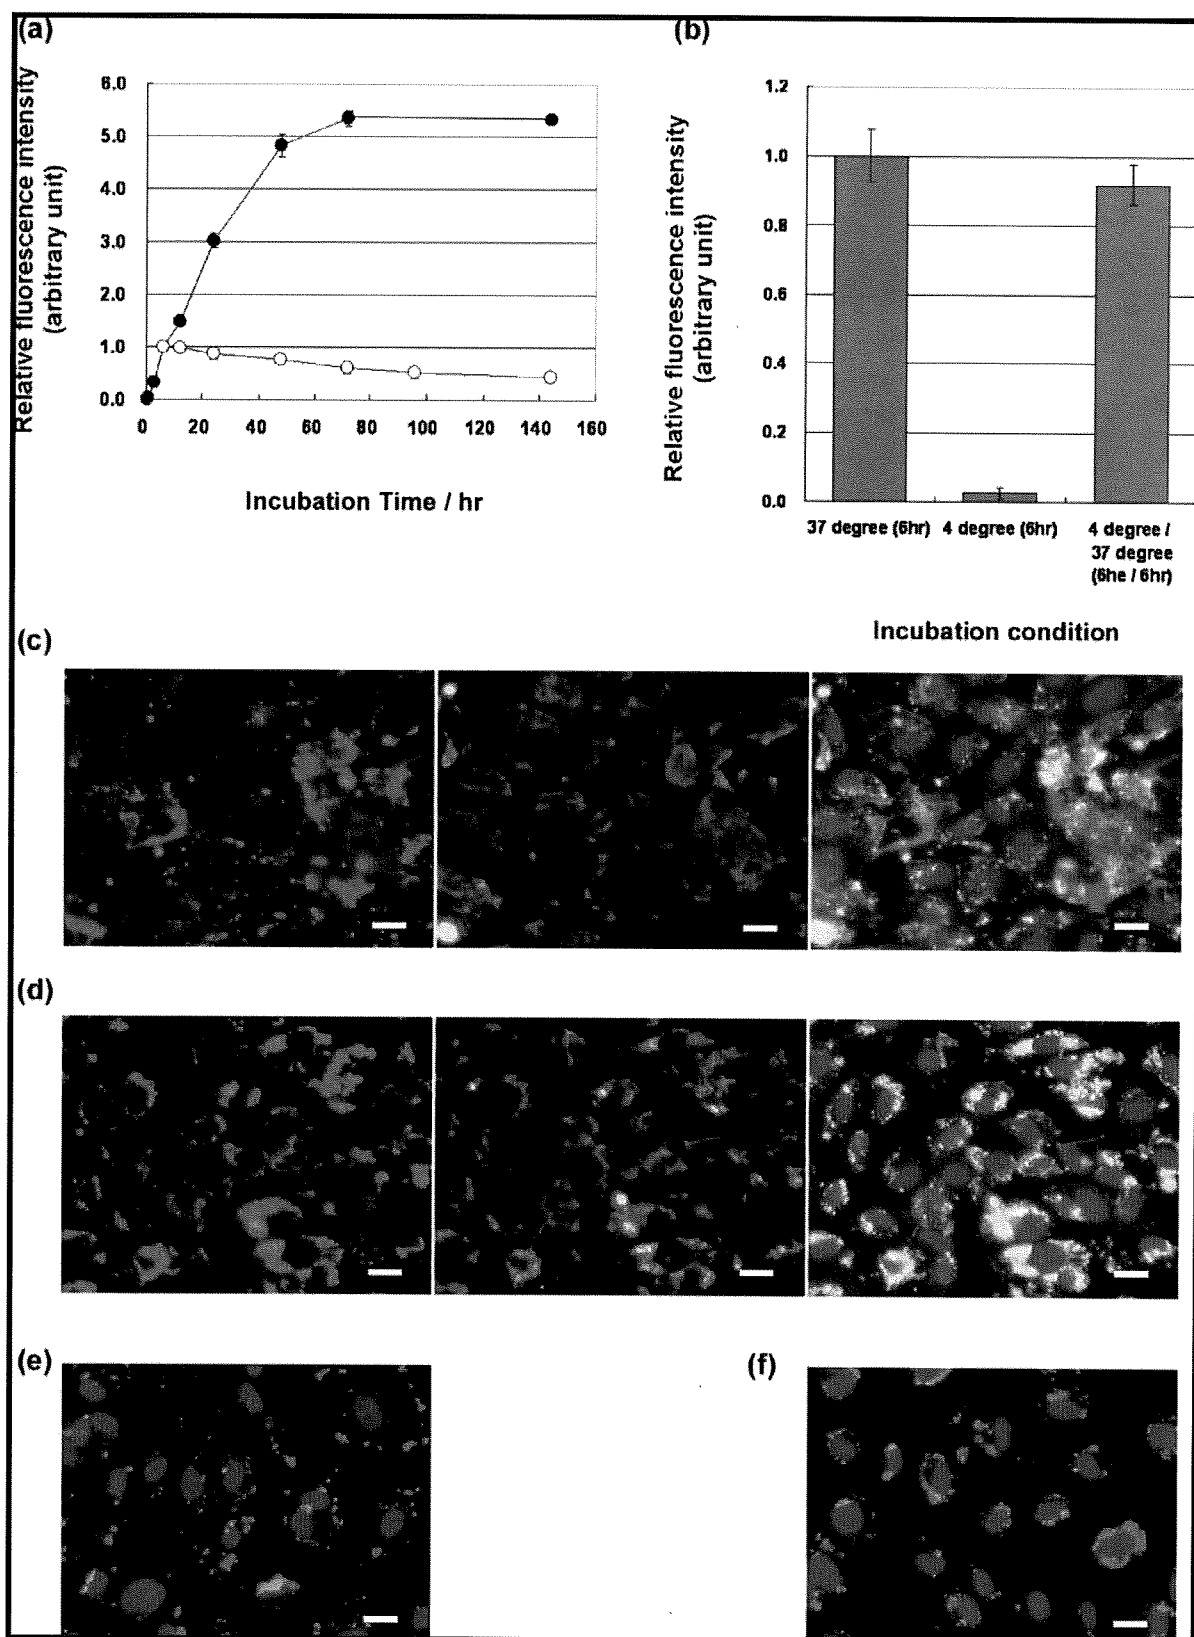 (a)
Relative fluorescence intensity
(arbitrary unit)
6.0
5.0
4.0
3.0
2.0
1.0
0.0
0 20 40 60 80 100 120 140 160
Incubation Time / hr
(b)
Relative fluorescence intensity
(arbitrary unit)
1.2
1.0
0.8
0.6
0.4
0.2
0.0
37 degree (6hr) 4 degree (6hr) 4 degree /
37 degree
(6he / 6hr)
Incubation condition
(c)
(d)
(e)
(f)